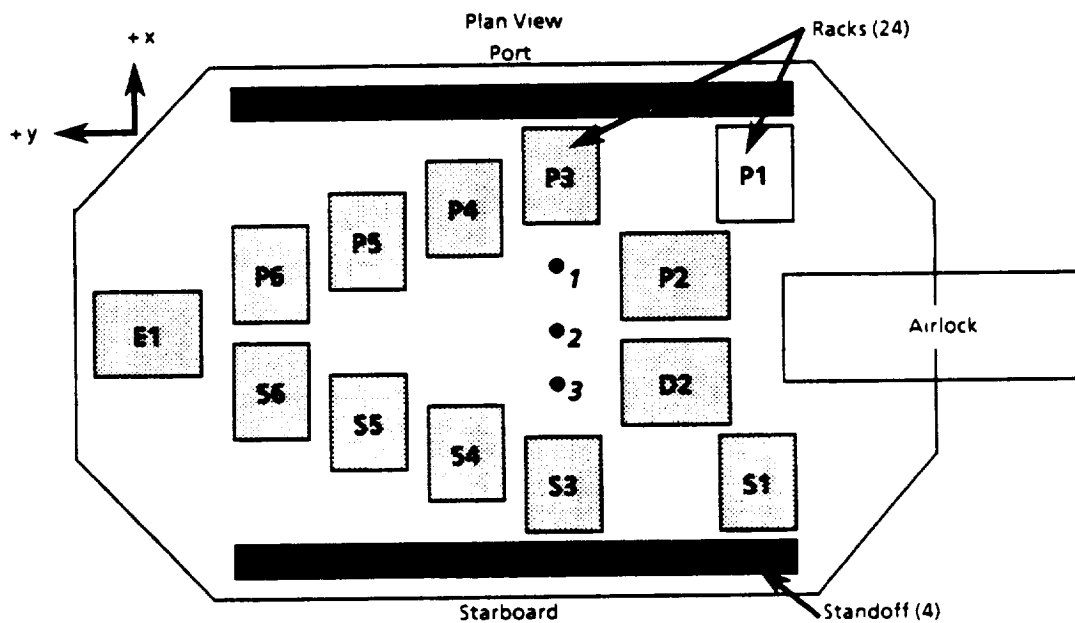 Plan View
Port
Racks (24)
+ x
+ y
P3
P1
P4
P5
P6
P2
1
E1
2
Airlock
3
S6
D2
S5
S4
S3
S1
Starboard
Standoff (4)